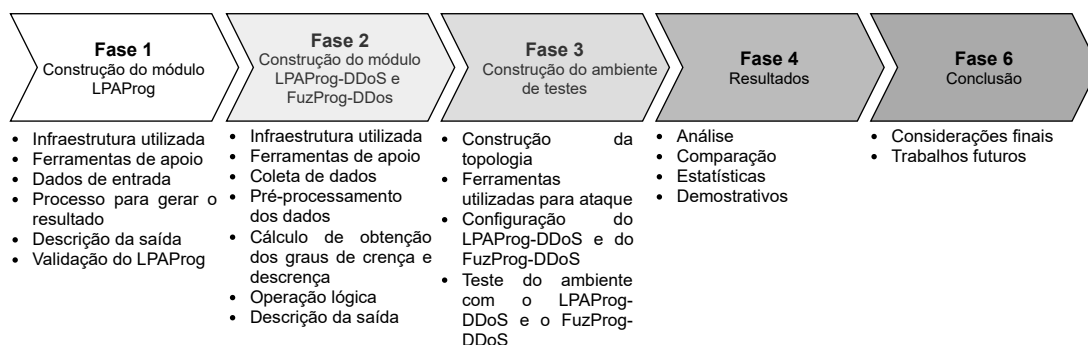 Fase 1
Construção do módulo
LPAProg
• Infraestrutura utilizada
• Ferramentas de apoio
• Dados de entrada
• Processo para gerar o
resultado
• Descrição da saída
• Validação do LPAProg
Fase 2
Construção do módulo
LPAProg-DDoS e
FuzProg-DDos
• Infraestrutura utilizada
• Ferramentas de apoio
• Coleta de dados
• Pré-processamento
dos dados
• Cálculo de obtenção
dos graus de crença e
descrença
• Operação lógica
• Descrição da saída
Fase 3
Construção do ambiente
de testes
• Construção da
topologia
• Ferramentas
utilizadas para ataque
• Configuração do
LPAProg-DDoS e do
FuzProg-DDoS
• Teste do ambiente
com o LPAProg-
DDoS e o FuzProg-
DDoS
Fase 4
Resultados
• Análise
• Comparação
• Estatísticas
• Demostrativos
Fase 6
Conclusão
• Considerações finais
• Trabalhos futuros